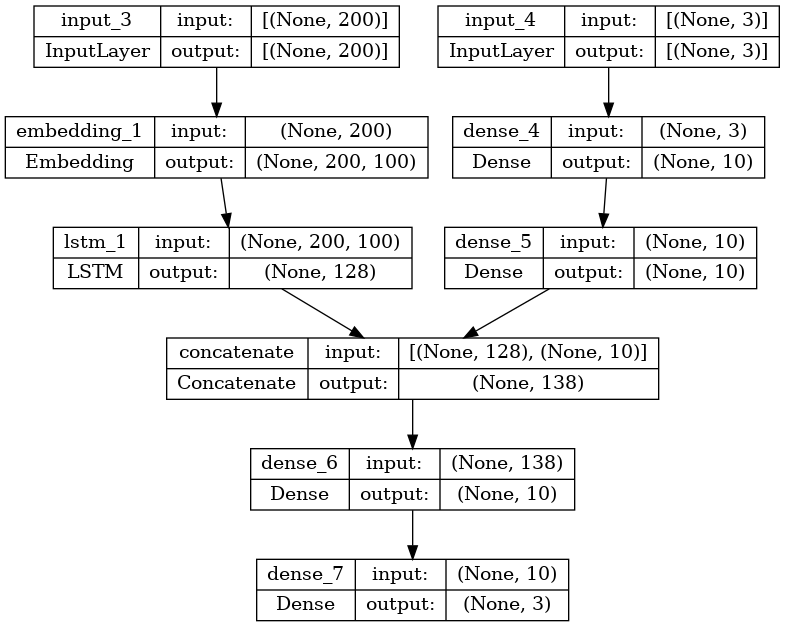 input_3 input: [(None, 200)]
InputLayer output: [(None, 200)]
input_4 input: [(None, 3)]
InputLayer output: [(None, 3)]
embedding_1 input: (None, 200)
Embedding output: (None, 200, 100)
dense_4 input: (None, 3)
Dense output: (None, 10)
lstm_1 input: (None, 200, 100)
LSTM output: (None, 128)
dense_5 input: (None, 10)
Dense output: (None, 10)
concatenate input: [(None, 128), (None, 10)]
Concatenate output: (None, 138)
dense_6 input: (None, 138)
Dense output: (None, 10)
dense_7 input: (None, 10)
Dense output: (None, 3)